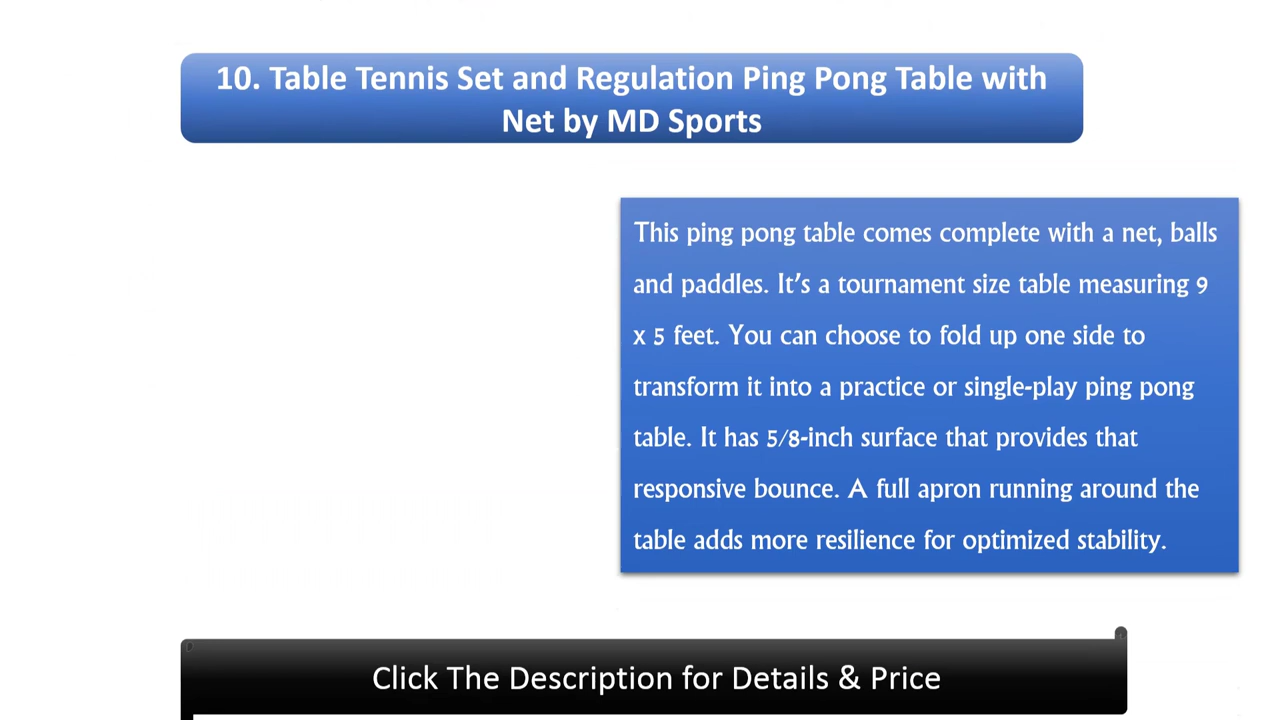 10. Table Tennis Set and Regulation Ping Pong Table with
Net by MD Sports
This ping pong table comes complete with a net, balls
and paddles. It’s a tournament size table measuring 9
x 5 feet. You can choose to fold up one side to
transform it into a practice or single-play ping pong
table. It has 5/8-inch surface that provides that
responsive bounce. A full apron running around the
table adds more resilience for optimized stability.
Click The Description for Details & Price